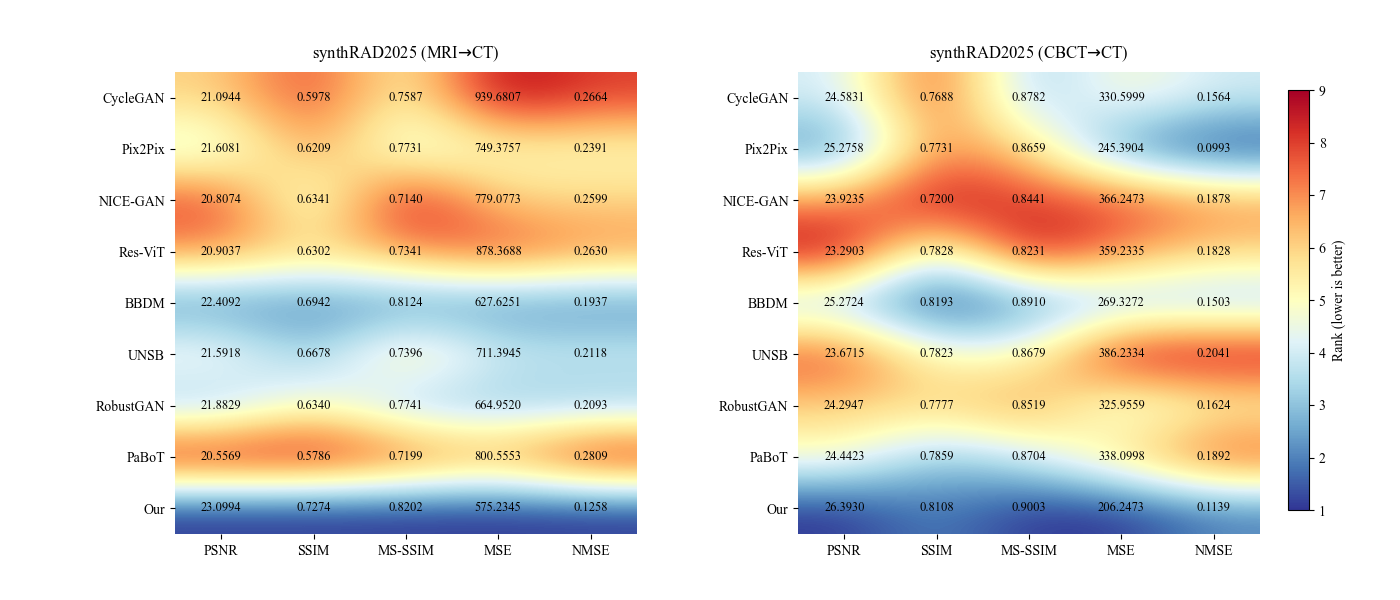 synthRAD2025 (MRI→CT)
CycleGAN 21.0944 0.5978 0.7587 939.6807 0.2664
Pix2Pix 21.6081 0.6209 0.7731 749.3757 0.2391
NICE-GAN 20.8074 0.6341 0.7140 779.0773 0.2599
Res-ViT 20.9037 0.6302 0.7341 878.3688 0.2630
BBDM 22.4092 0.6942 0.8124 627.6251 0.1937
UNSB 21.5918 0.6678 0.7396 711.3945 0.2118
RobustGAN 21.8829 0.6340 0.7741 664.9520 0.2093
PaBoT 20.5569 0.5786 0.7199 800.5553 0.2809
Our 23.0994 0.7274 0.8202 575.2345 0.1258
PSNR SSIM MS-SSIM MSE NMSE
synthRAD2025 (CBCT→CT)
CycleGAN 24.5831 0.7688 0.8782 330.5999 0.1564
Pix2Pix 25.2758 0.7731 0.8659 245.3904 0.0993
NICE-GAN 23.9235 0.7200 0.8441 366.2473 0.1878
Res-ViT 23.2903 0.7828 0.8231 359.2335 0.1828
BBDM 25.2724 0.8193 0.8910 269.3272 0.1503
UNSB 23.6715 0.7823 0.8679 386.2334 0.2041
RobustGAN 24.2947 0.7777 0.8519 325.9559 0.1624
PaBoT 24.4423 0.7859 0.8704 338.0998 0.1892
Our 26.3930 0.8108 0.9003 206.2473 0.1139
PSNR SSIM MS-SSIM MSE NMSE
9
8
7
6
5
4
3
2
1
Rank (lower is better)